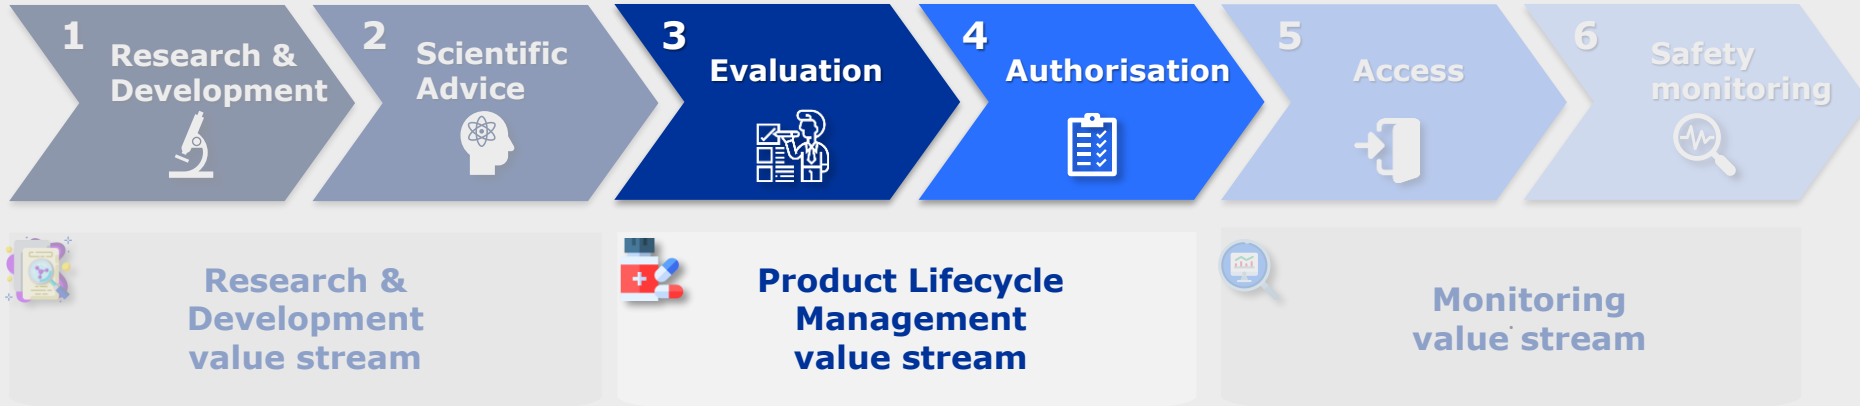 1
Research &
Development
2
Scientific
Advice
3
Evaluation
4
Authorisation
5
Access
6
Safety
monitoring
Research &
Development
value stream
Product Lifecycle
Management
value stream
Monitoring
value stream